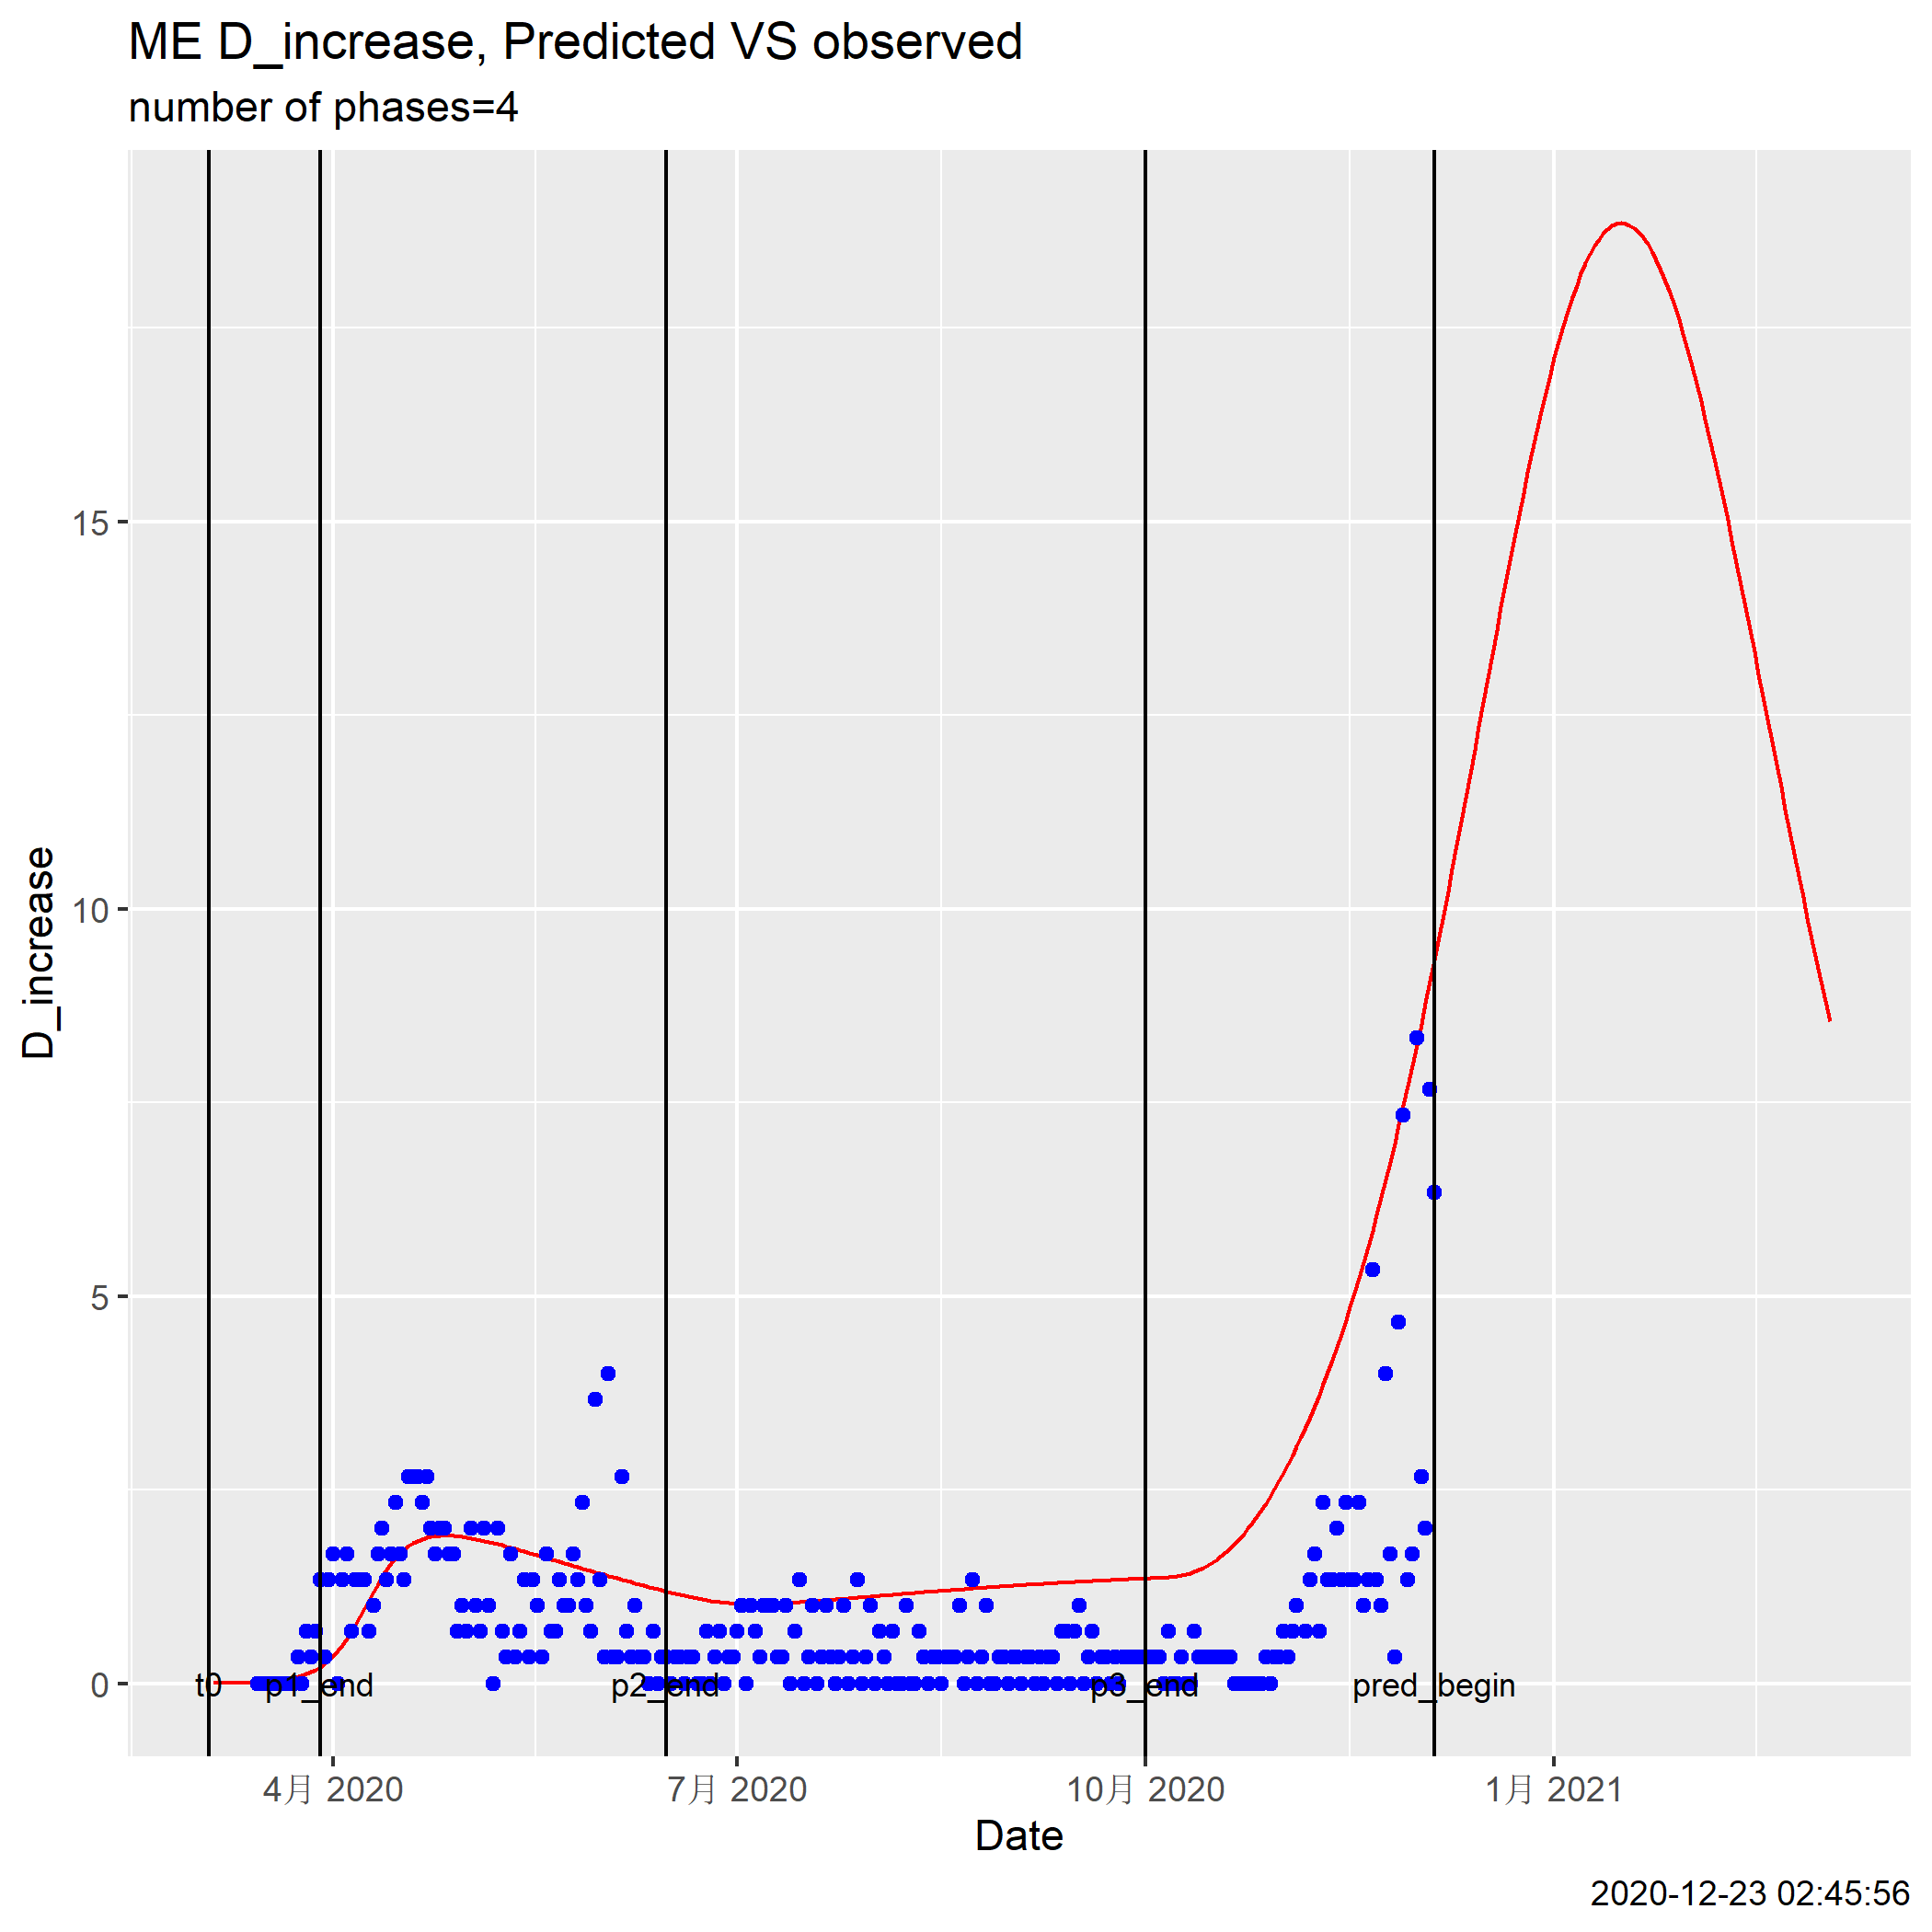 ME D_increase, Predicted VS observed
number of phases=4
D_increase
15
10
5
0
t0 p1_end p2_end p3_end pred_begin
4月 2020 7月 2020 10月 2020 1月 2021
Date
2020-12-23 02:45:56